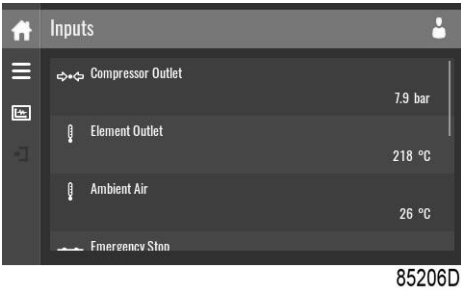 Inputs
Compressor Outlet
7.9 bar
Element Outlet
218 °C
Ambient Air
26 °C
Emergency Stop
85206D